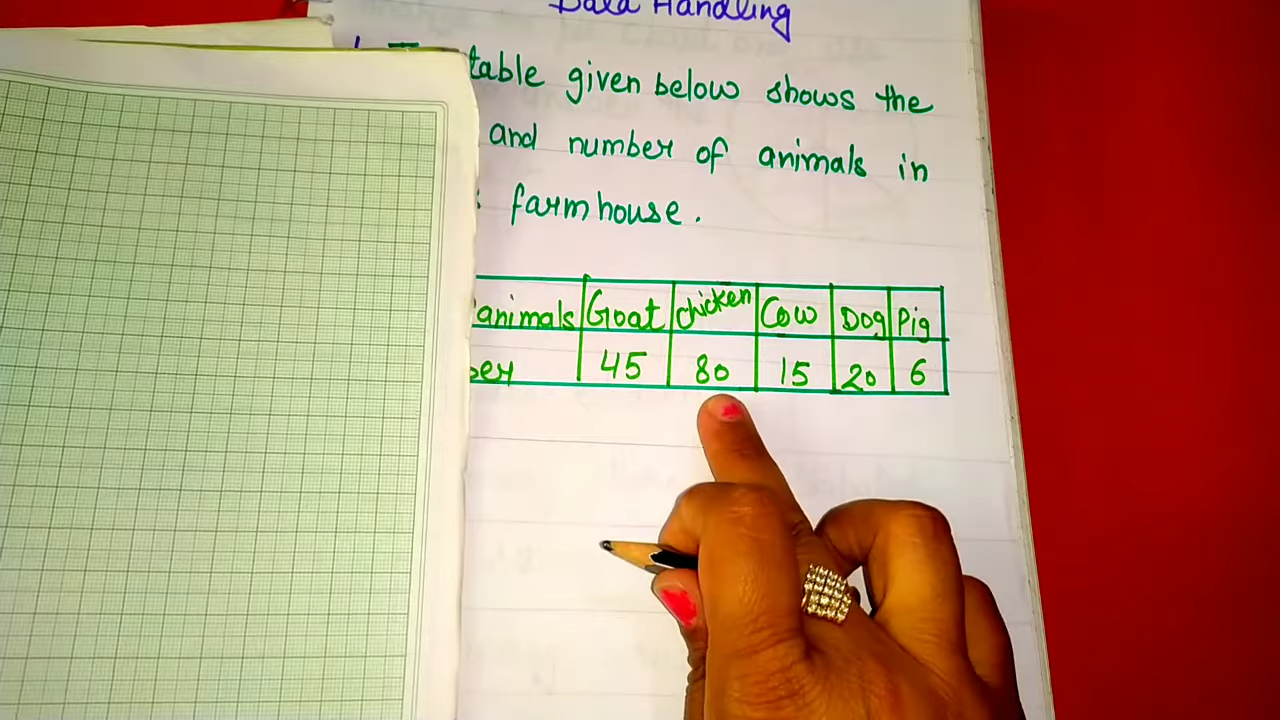 Data Handling
table given below shows the
and number of animals in
farmhouse.
animals Goat chicken Cow Dog Pig
ber 45 80 15 20 6